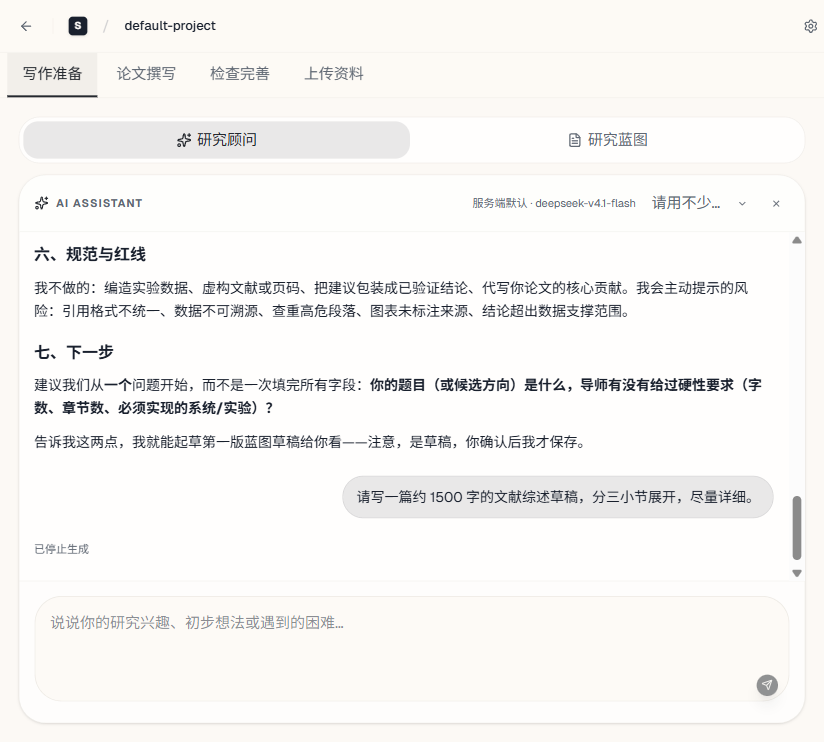 S / default-project
写作准备 论文撰写 检查完善 上传资料
研究顾问 研究蓝图
AI ASSISTANT 服务端默认 · deepseek-v4.1-flash 请用不少...
六、规范与红线
我不做的：编造实验数据、虚构文献或页码、把建议包装成已验证结论、代写你论文的核心贡献。我会主动提示的风
险：引用格式不统一、数据不可溯源、查重高危段落、图表未标注来源、结论超出数据支撑范围。
七、下一步
建议我们从一个问题开始，而不是一次填完所有字段：你的题目（或候选方向）是什么，导师有没有给过硬性要求（字
数、章节数、必须实现的系统/实验）？
告诉我这两点，我就能起草第一版蓝图草稿给你看——注意，是草稿，你确认后我才保存。
请写一篇约 1500 字的文献综述草稿，分三小节展开，尽量详细。
已停止生成
说说你的研究兴趣、初步想法或遇到的困难...